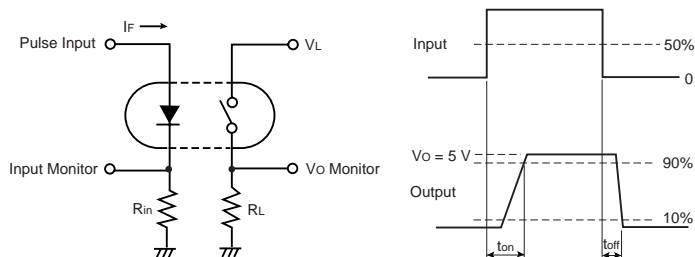 IF
Pulse Input
VL
Input Monitor
VO Monitor
Rin
RL
Input
50%
0
VO = 5 V
90%
Output
10%
ton
toff